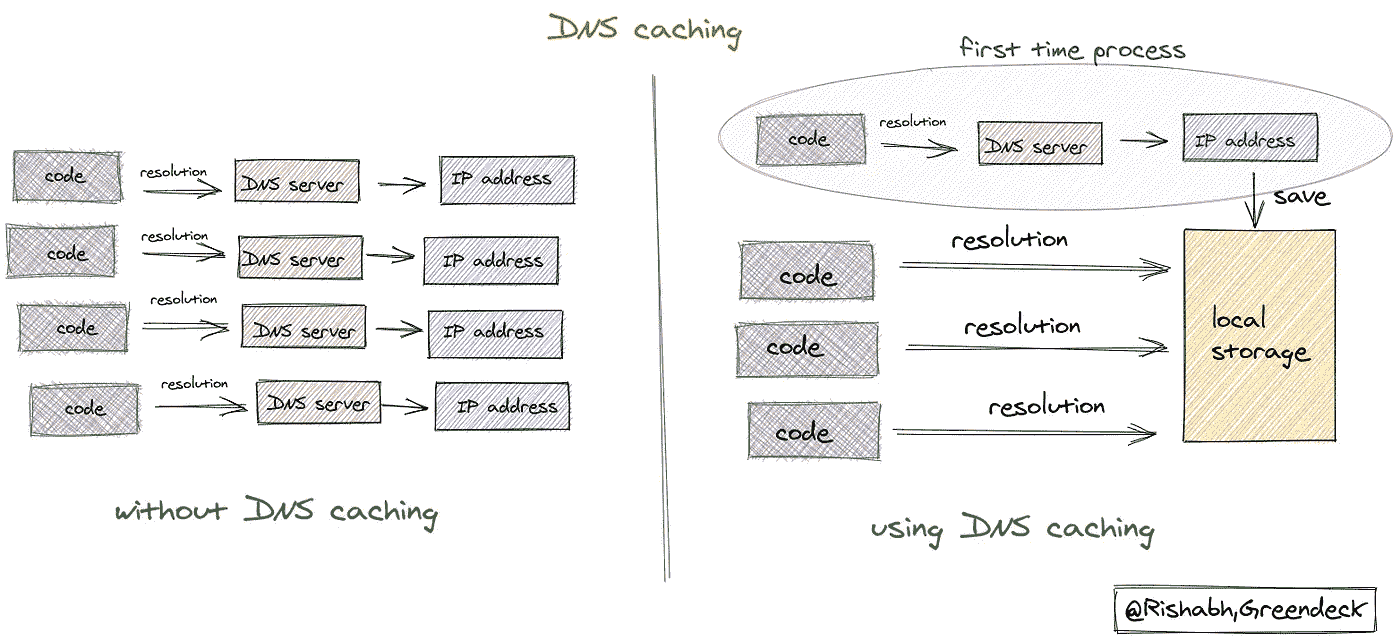 DNS caching
code
resolution
DNS server
IP address
code
resolution
DNS server
IP address
code
resolution
DNS server
IP address
code
resolution
DNS server
IP address
without DNS caching
first time process
code
resolution
DNS server
IP address
save
code
resolution
code
resolution
code
resolution
local
storage
using DNS caching
@Rishabh,Greendeck